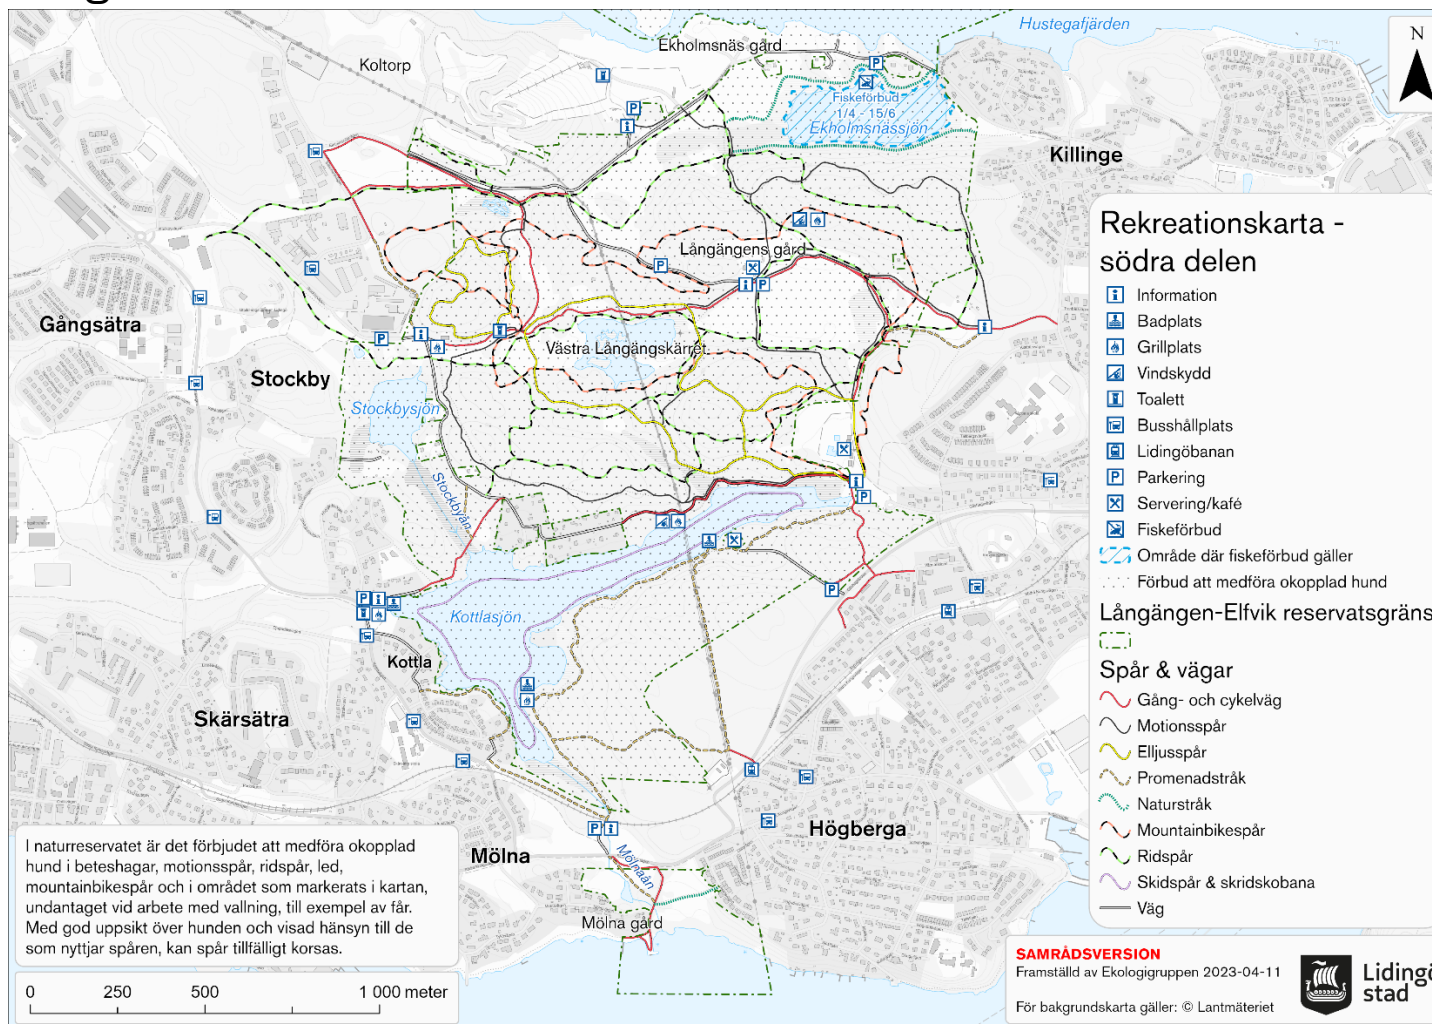 Hustegafjärden
N
Ekholmsnäs gård
Koltorp
Fiskeförbud
1/4 - 15/6
Ekholmsnässjön
Killinge
Långängens gård
Gångsätra
Västra Långängskärret
Stockby
Stockbysjön
Stockbyån
Kottlasjön
Kottla
Skärsätra
Högberga
Mölna
Mölnaån
Mölna gård
Rekreationskarta -
södra delen
Information
Badplats
Grillplats
Vindskydd
Toalett
Busshållplats
Lidingöbanan
Parkering
Servering/kafé
Fiskeförbud
Område där fiskeförbud gäller
Förbud att medföra okopplad hund
Långängen-Elfvik reservatsgräns
Spår & vägar
Gång- och cykelväg
Motionsspår
Elljusspår
Promenadstråk
Naturstråk
Mountainbikespår
Ridspår
Skidspår & skridskobana
Väg
I naturreservatet är det förbjudet att medföra okopplad
hund i beteshagar, motionsspår, ridspår, led,
mountainbikespår och i området som markerats i kartan,
undantaget vid arbete med vallning, till exempel av får.
Med god uppsikt över hunden och visad hänsyn till de
som nyttjar spåren, kan spår tillfälligt korsas.
0 250 500 1 000 meter
SAMRÅDSVERSION
Framställd av Ekologigruppen 2023-04-11
För bakgrundskarta gäller: © Lantmäteriet
Lidingö
stad